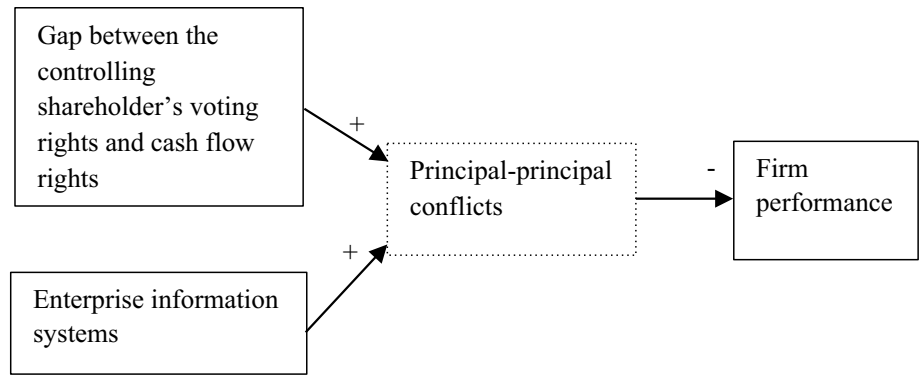 Gap between the
controlling
shareholder’s voting
rights and cash flow
rights
+
Principal-principal
conflicts
-
Firm
performance
+
Enterprise information
systems